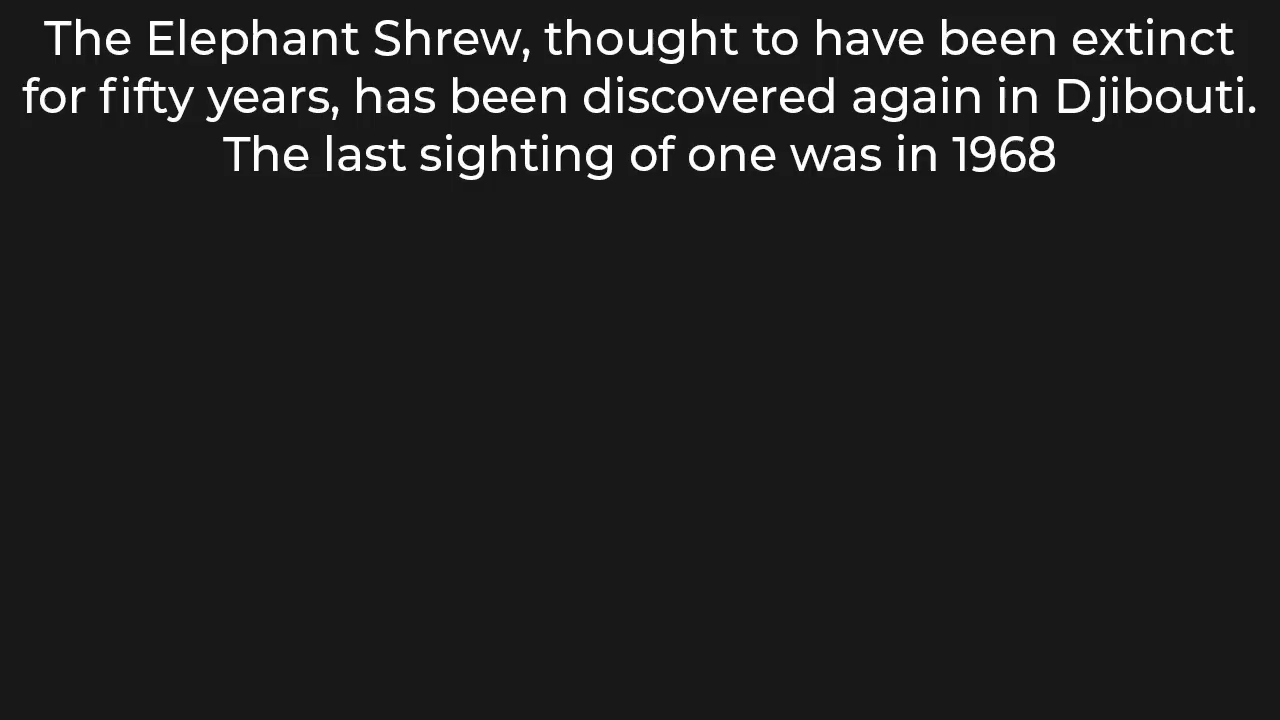 The Elephant Shrew, thought to have been extinct
for fifty years, has been discovered again in Djibouti.
The last sighting of one was in 1968